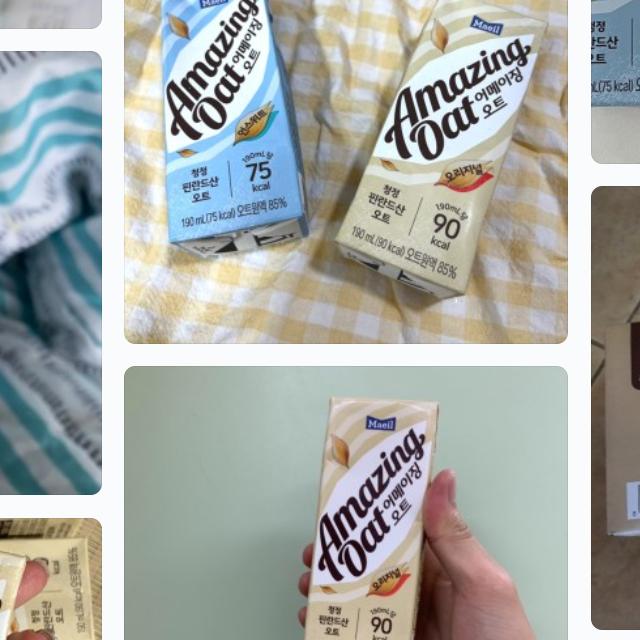 Maeil
Amazing
Oat
어메이징
오트
언스위트
청정
핀란드산
오트
190mL당
75
kcal
190 mL(75 kcal) 오트원액 85%
Maeil
Amazing
Oat
어메이징
오트
오리지널
청정
핀란드산
오트
190mL당
90
kcal
190 mL(90 kcal) 오트원액 85%
Maeil
Amazing
Oat
어메이징
오트
오리지널
청정
핀란드산
오트
190mL당
90
kcal